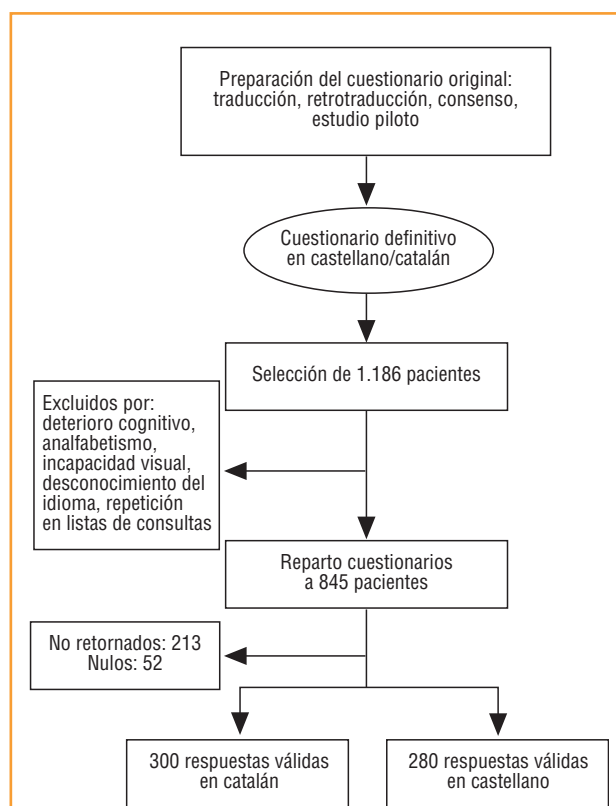 Preparación del cuestionario original:
traducción, retrotraducción, consenso,
estudio piloto
Cuestionario definitivo
en castellano/catalán
Selección de 1.186 pacientes
Excluidos por:
deterioro cognitivo,
analfabetismo,
incapacidad visual,
desconocimiento del
idioma, repetición
en listas de consultas
Reparto cuestionarios
a 845 pacientes
No retornados: 213
Nulos: 52
300 respuestas válidas
en catalán
280 respuestas válidas
en castellano